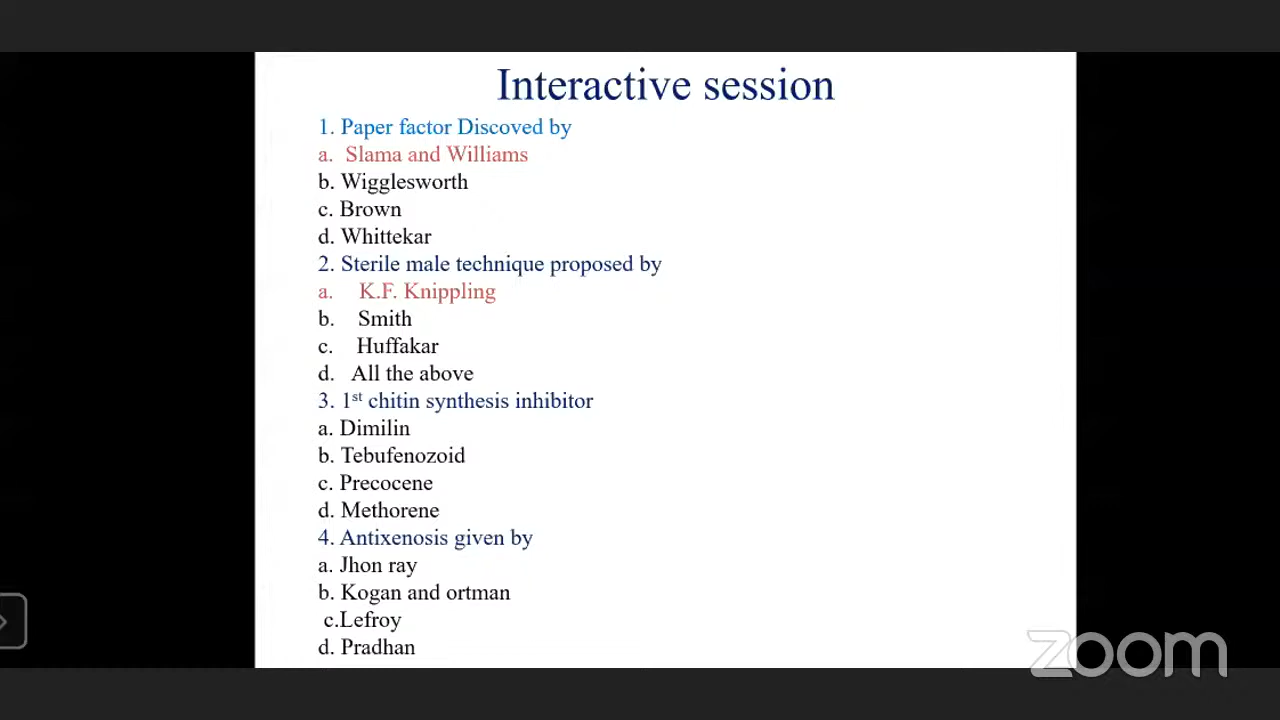 Interactive session
1. Paper factor Discoved by
a. Slama and Williams
b. Wigglesworth
c. Brown
d. Whittekar
2. Sterile male technique proposed by
a. K.F. Knippling
b. Smith
c. Huffakar
d. All the above
3. 1st chitin synthesis inhibitor
a. Dimilin
b. Tebufenozoid
c. Precocene
d. Methorene
4. Antixenosis given by
a. Jhon ray
b. Kogan and ortman
c.Lefroy
d. Pradhan
zoom